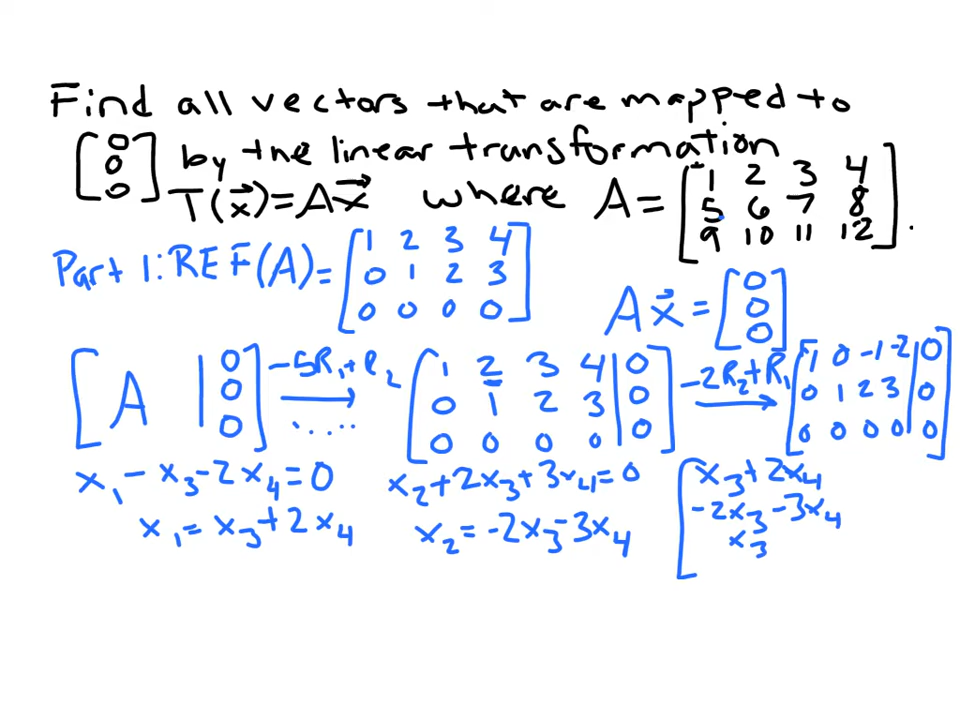 Find all vectors that are mapped to
[0 0 0] by the linear transformation
T(x⃗)=Ax⃗ where A=[1 2 3 4
5 6 7 8
9 10 11 12].
Part 1: REF(A)=[1 2 3 4
0 1 2 3
0 0 0 0]
Ax⃗=[0 0 0]
[A | 0 0 0]
-5R₁+R₂
→
.....
[1 2 3 4 | 0
0 1 2 3 | 0
0 0 0 0 | 0]
-2R₂+R₁
→
[1 0 -1 -2 | 0
0 1 2 3 | 0
0 0 0 0 | 0]
x₁-x₃-2x₄=0
x₁=x₃+2x₄
x₂+2x₃+3x₄=0
x₂=-2x₃-3x₄
[x₃+2x₄
-2x₃-3x₄
x₃